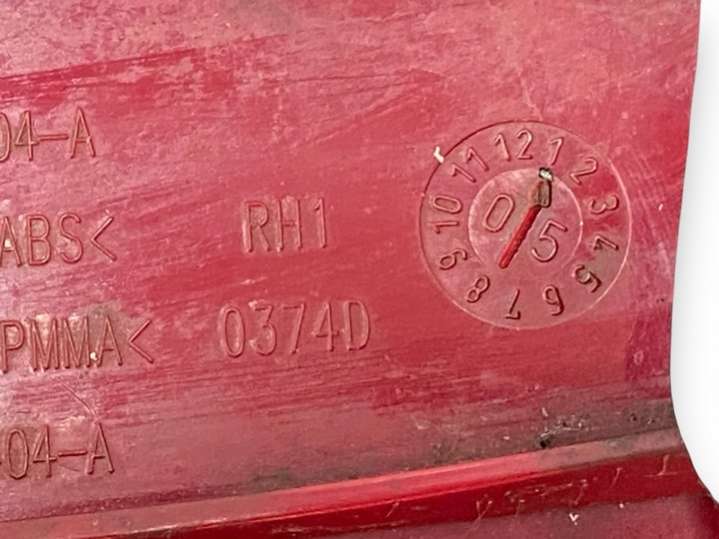 04-A
ABS< RH1
PMMA< 0374D
04-A
1 2 3 4 5 6 7 8 9 10 11 12
05